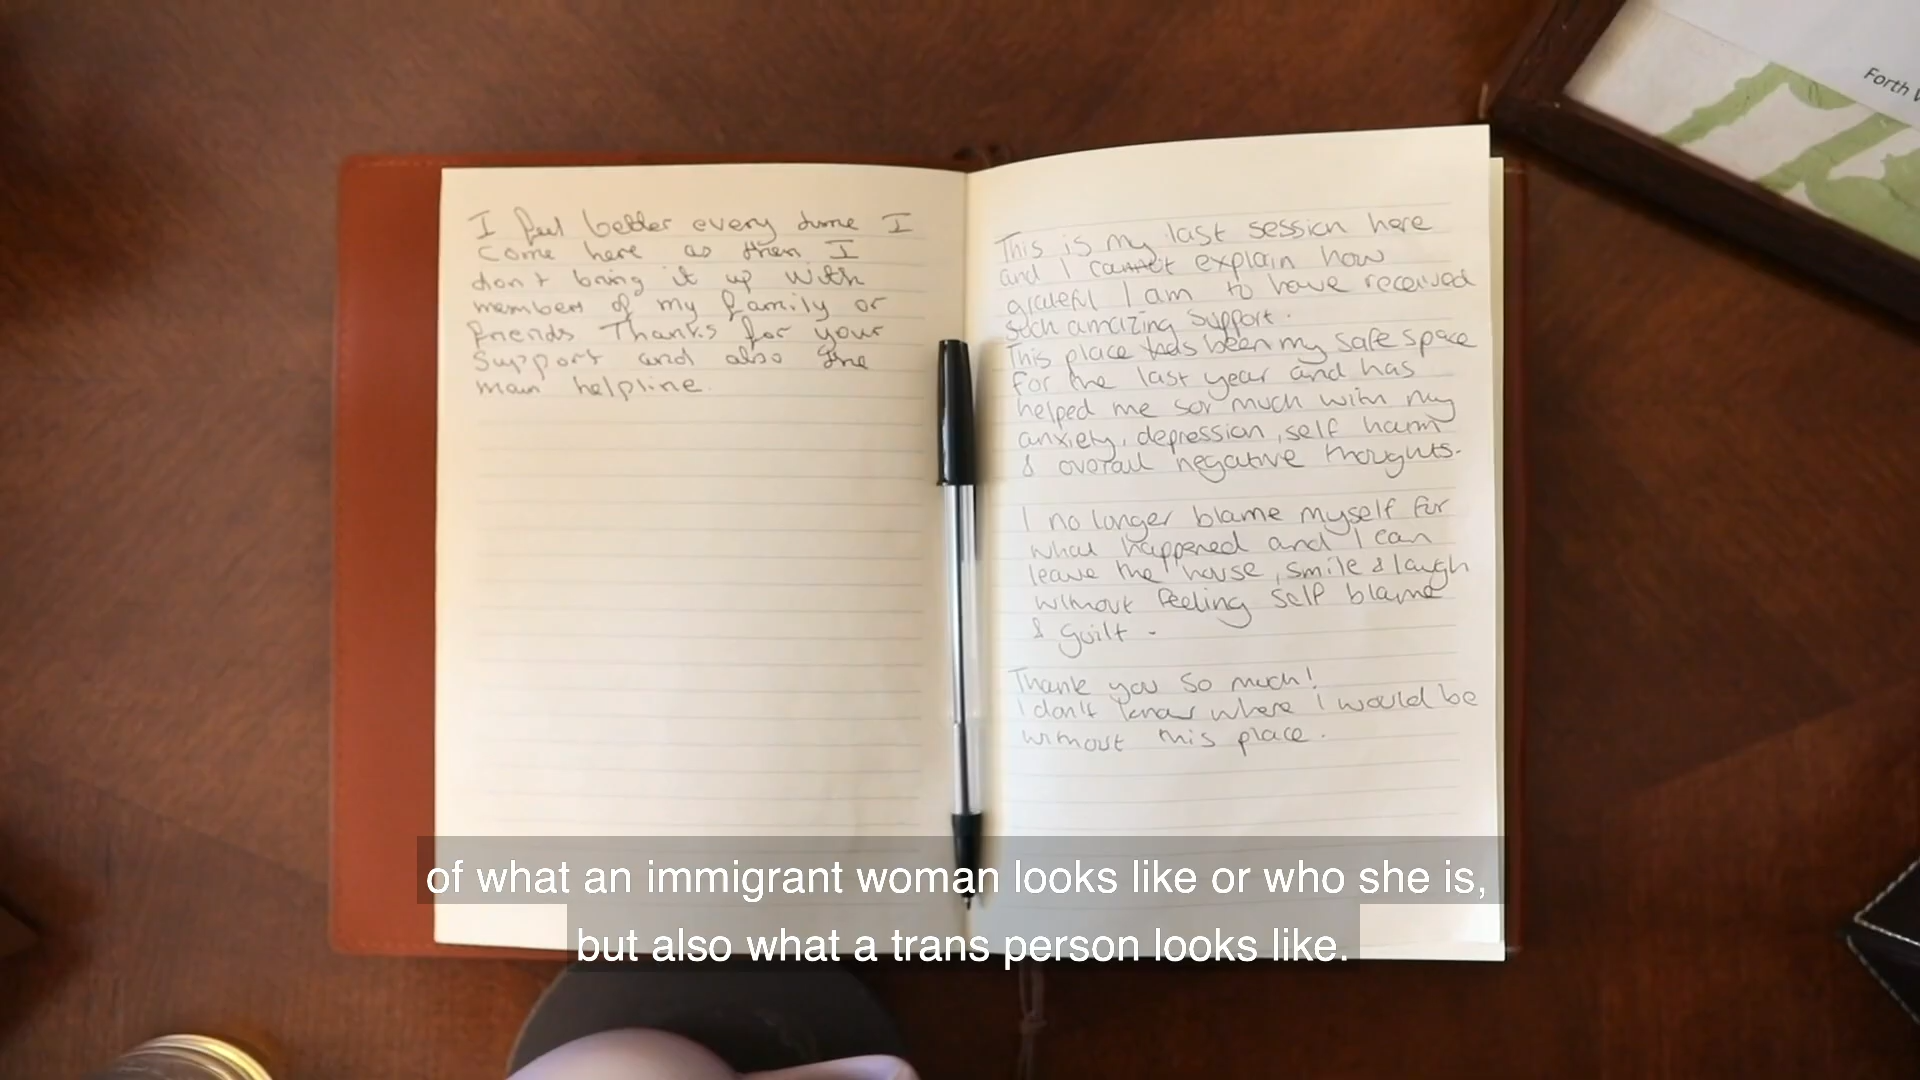 I feel better every time I
come here as then I
don't bring it up with
members of my family or
friends Thanks for your
support and also the
main helpline.
This is my last session here
and I cannot explain how
grateful I am to have received
such amazing support.
This place has been my safe space
for the last year and has
helped me sor much with my
anxiety, depression, self harm
& overall negative thoughts.
I no longer blame myself for
what happened and I can
leave the house, smile & laugh
without feeling self blame
& guilt -
Thank you so much!
I don't know where I would be
without this place.
Forth
of what an immigrant woman looks like or who she is,
but also what a trans person looks like.